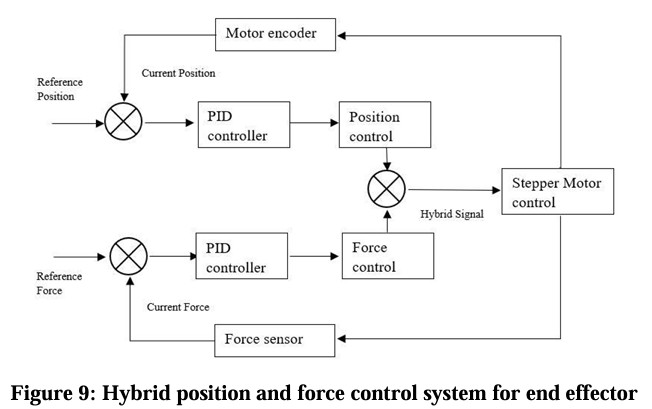 Motor encoder
Current Position
Reference
Position
PID
controller
Position
control
Stepper Motor
control
Hybrid Signal
PID
controller
Force
control
Reference
Force
Current Force
Force sensor
Figure 9: Hybrid position and force control system for end effector